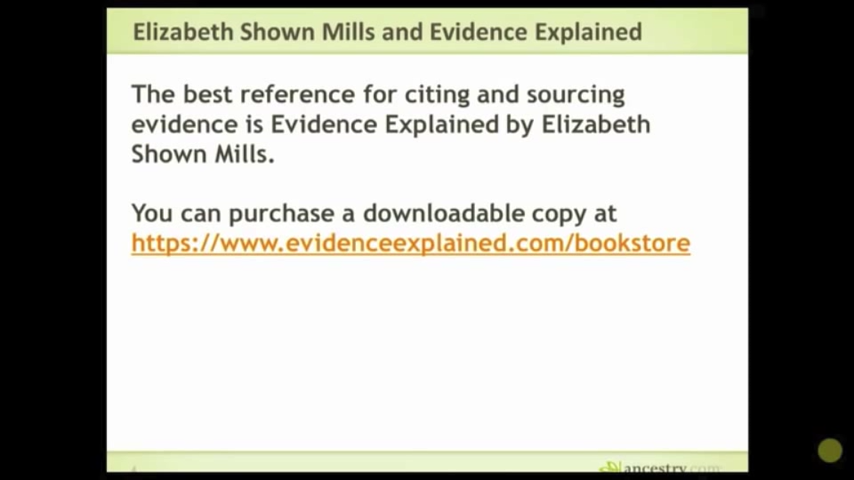 Elizabeth Shown Mills and Evidence Explained
The best reference for citing and sourcing
evidence is Evidence Explained by Elizabeth
Shown Mills.
You can purchase a downloadable copy at
https://www.evidenceexplained.com/bookstore
ancestry.com